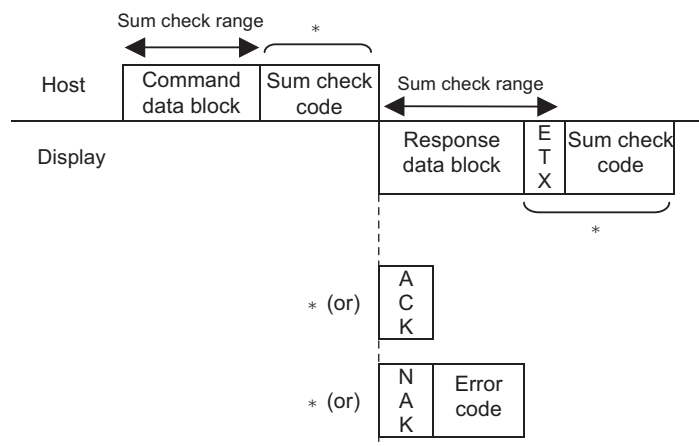 Sum check range
*
Host
Command
data block
Sum check
code
Sum check range
Display
Response
data block
E
T
X
Sum check
code
*
* (or)
A
C
K
* (or)
N
A
K
Error
code